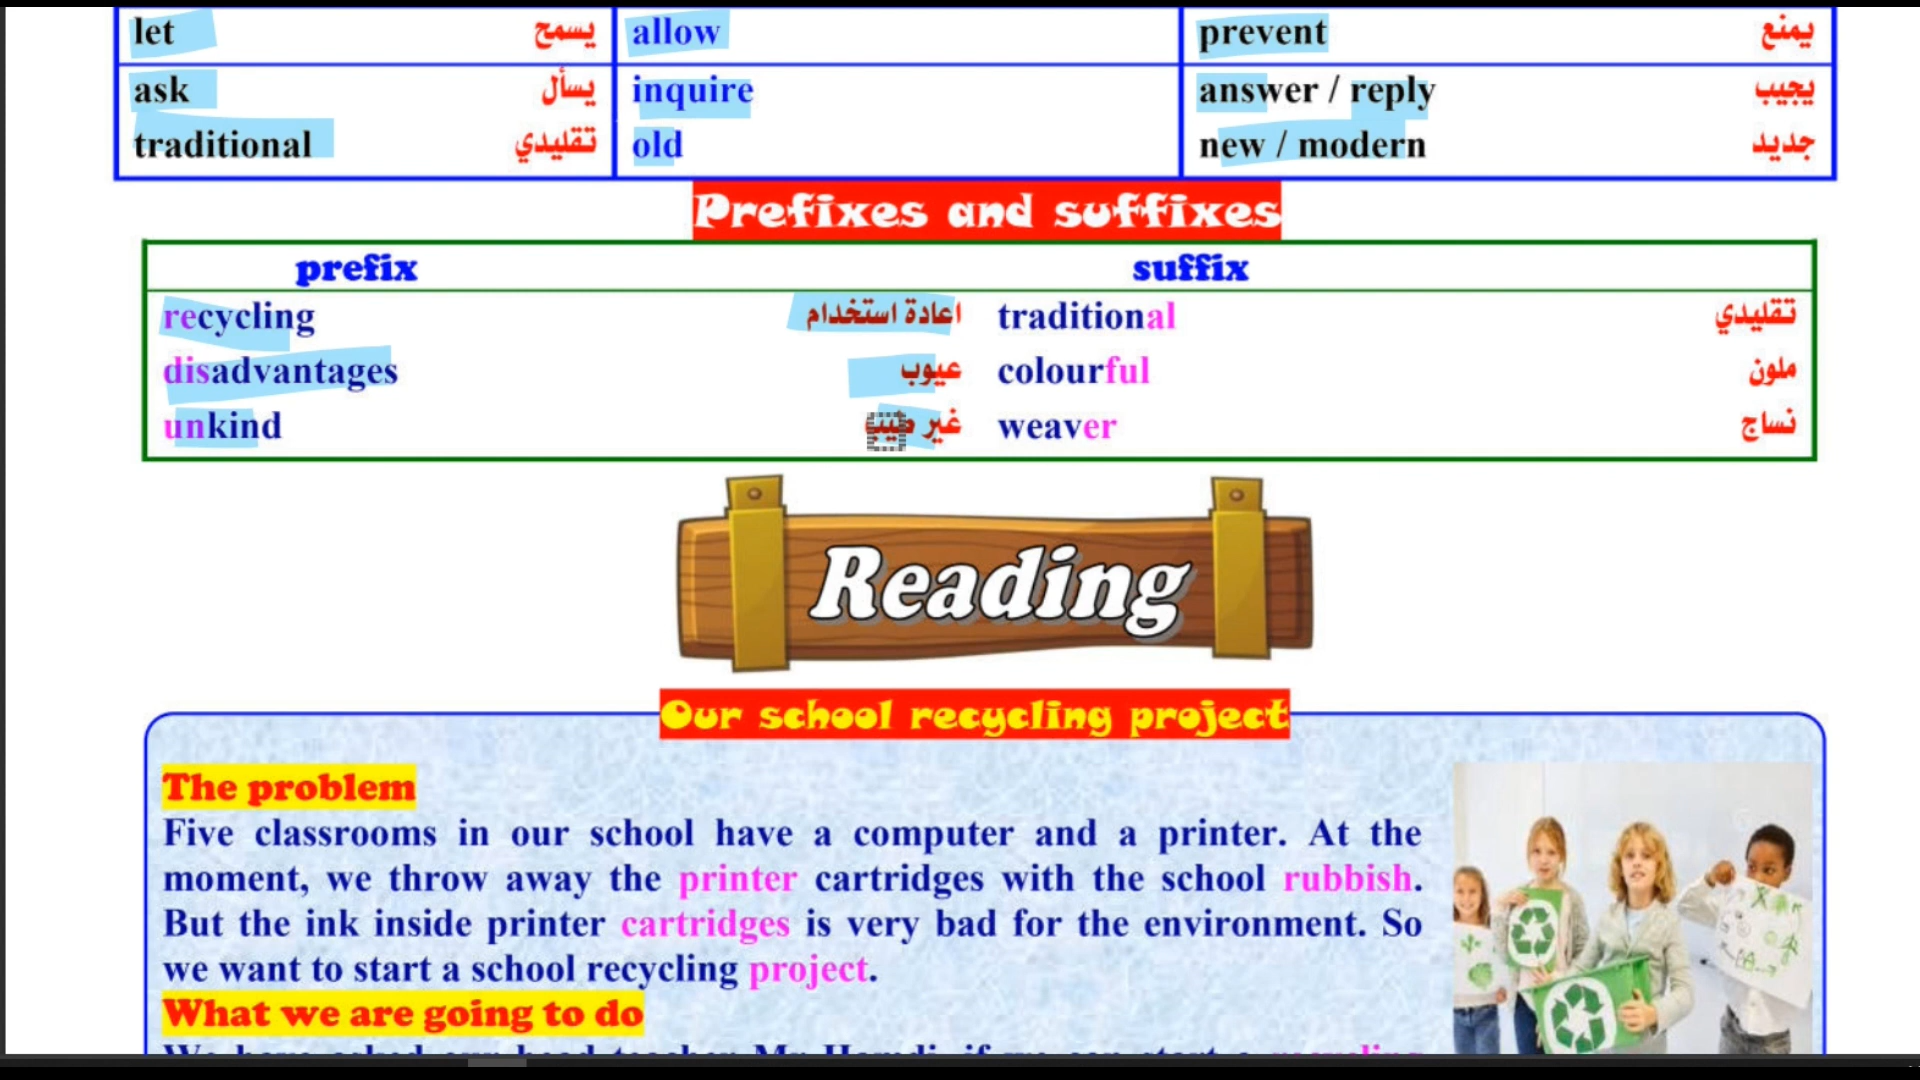 let يسمح allow prevent يمنع
ask يسأل inquire answer / reply يجيب
traditional تقليدي old new / modern جديد
Prefixes and suffixes
prefix suffix
recycling اعادة استخدام traditional تقليدي
disadvantages عيوب colourful ملون
unkind غير طيب weaver نساج
Reading
Our school recycling project
The problem
Five classrooms in our school have a computer and a printer. At the
moment, we throw away the printer cartridges with the school rubbish.
But the ink inside printer cartridges is very bad for the environment. So
we want to start a school recycling project.
What we are going to do